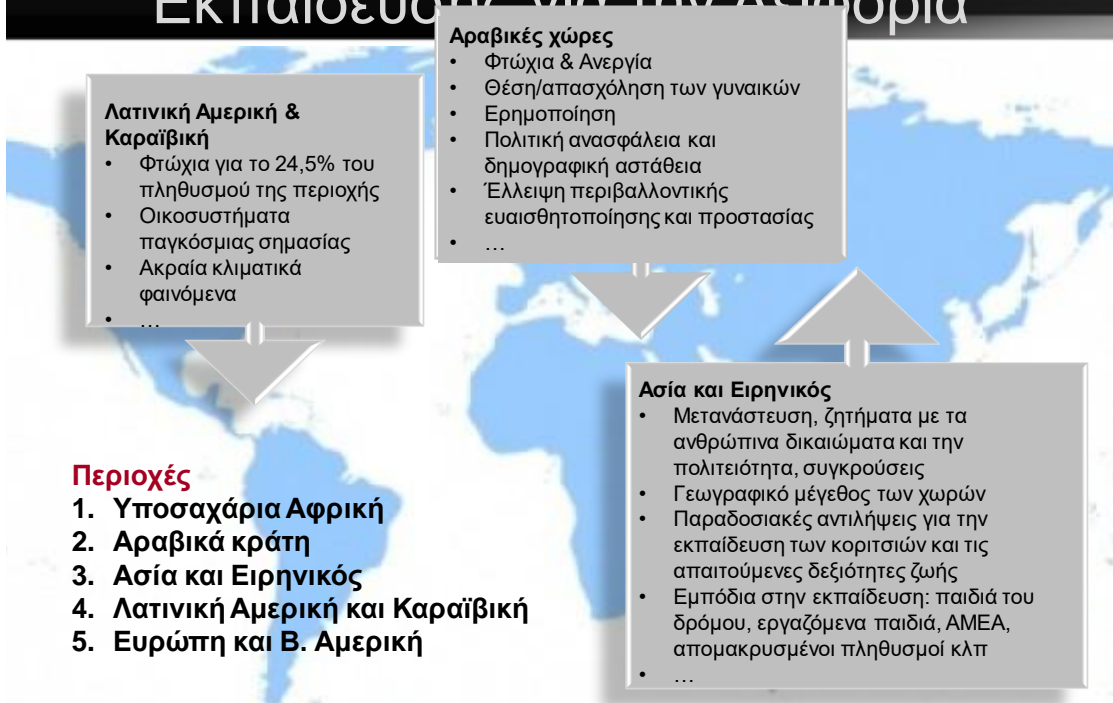 Εκπαίδευσης για την Αειφορία
Αραβικές χώρες
• Φτώχια & Ανεργία
• Θέση/απασχόληση των γυναικών
• Ερημοποίηση
• Πολιτική ανασφάλεια και
δημογραφική αστάθεια
• Έλλειψη περιβαλλοντικής
ευαισθητοποίησης και προστασίας
• …
Λατινική Αμερική &
Καραϊβική
• Φτώχια για το 24,5% του
πληθυσμού της περιοχής
• Οικοσυστήματα
παγκόσμιας σημασίας
• Ακραία κλιματικά
φαινόμενα
• …
Ασία και Ειρηνικός
• Μετανάστευση, ζητήματα με τα
ανθρώπινα δικαιώματα και την
πολιτειότητα, συγκρούσεις
• Γεωγραφικό μέγεθος των χωρών
• Παραδοσιακές αντιλήψεις για την
εκπαίδευση των κοριτσιών και τις
απαιτούμενες δεξιότητες ζωής
• Εμπόδια στην εκπαίδευση: παιδιά του
δρόμου, εργαζόμενα παιδιά, ΑΜΕΑ,
απομακρυσμένοι πληθυσμοί κλπ
• …
Περιοχές
1. Υποσαχάρια Αφρική
2. Αραβικά κράτη
3. Ασία και Ειρηνικός
4. Λατινική Αμερική και Καραϊβική
5. Ευρώπη και Β. Αμερική